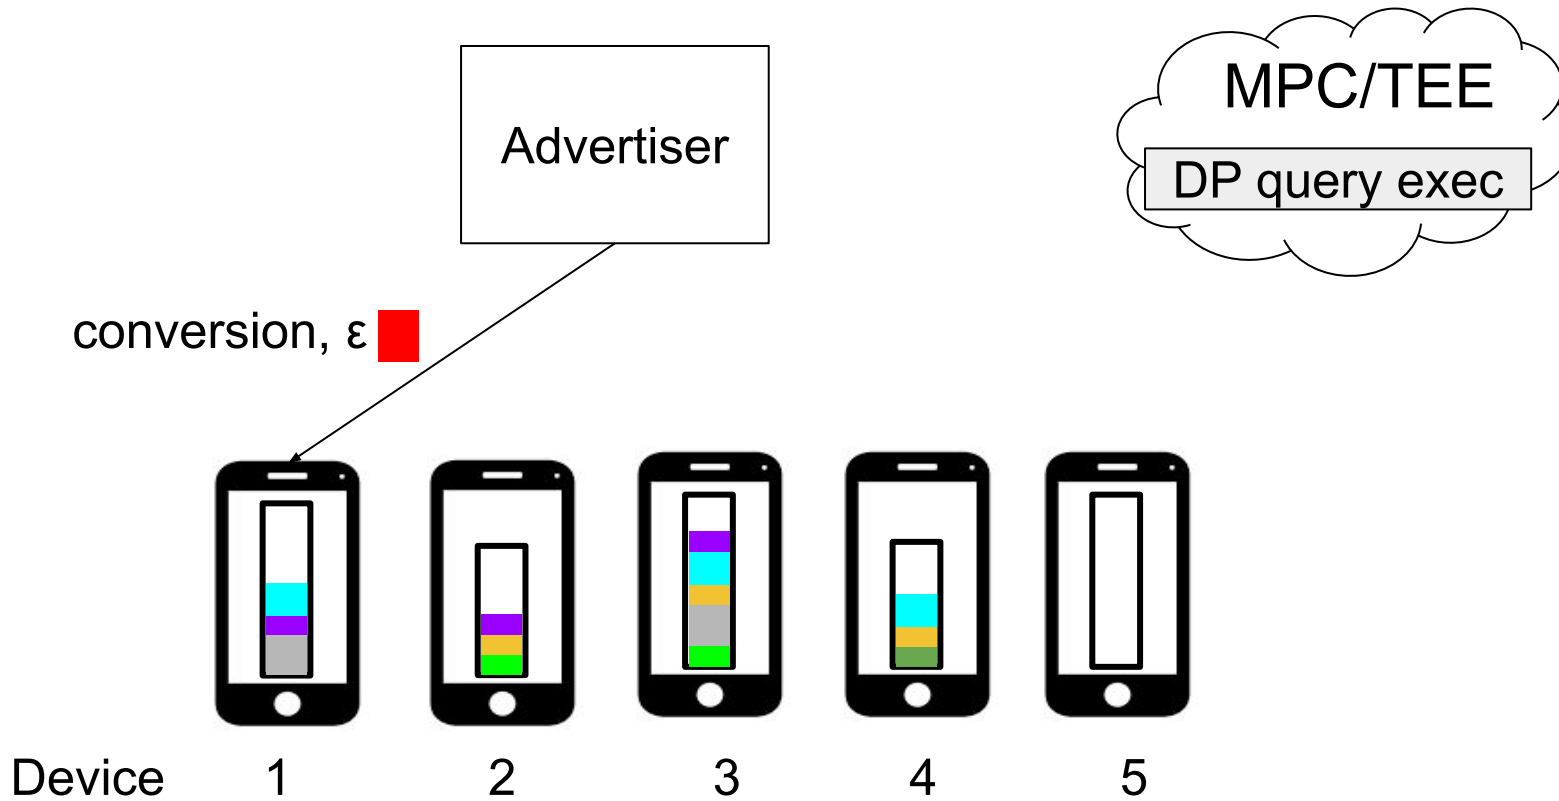 MPC/TEE
Advertiser
DP query exec
conversion, ε
Device 1 2 3 4 5